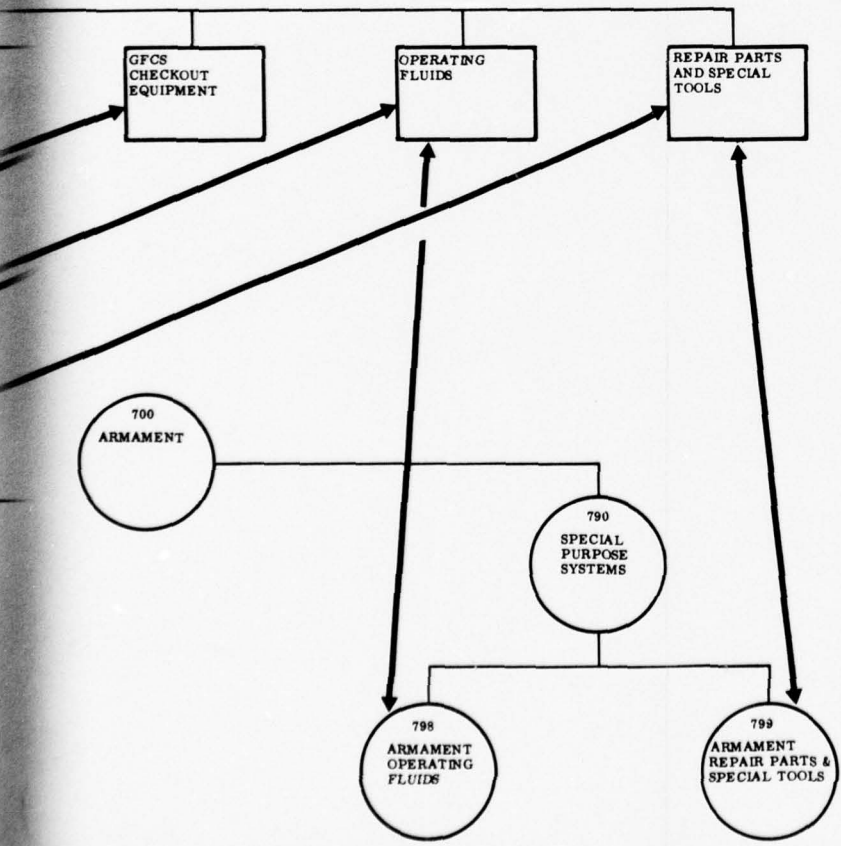 GFCS
CHECKOUT
EQUIPMENT
OPERATING
FLUIDS
REPAIR PARTS
AND SPECIAL
TOOLS
700
ARMAMENT
790
SPECIAL
PURPOSE
SYSTEMS
798
ARMAMENT
OPERATING
FLUIDS
799
ARMAMENT
REPAIR PARTS &
SPECIAL TOOLS